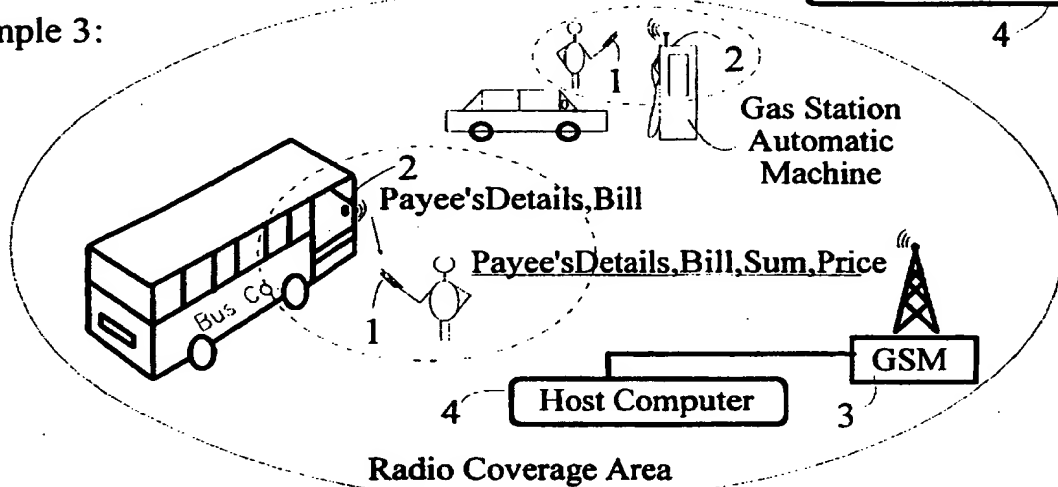 4
mple 3:
1
2
Gas Station
Automatic
Machine
2
Payee'sDetails,Bill
Payee'sDetails,Bill,Sum,Price
Bus Co.
1
GSM
3
4
Host Computer
Radio Coverage Area